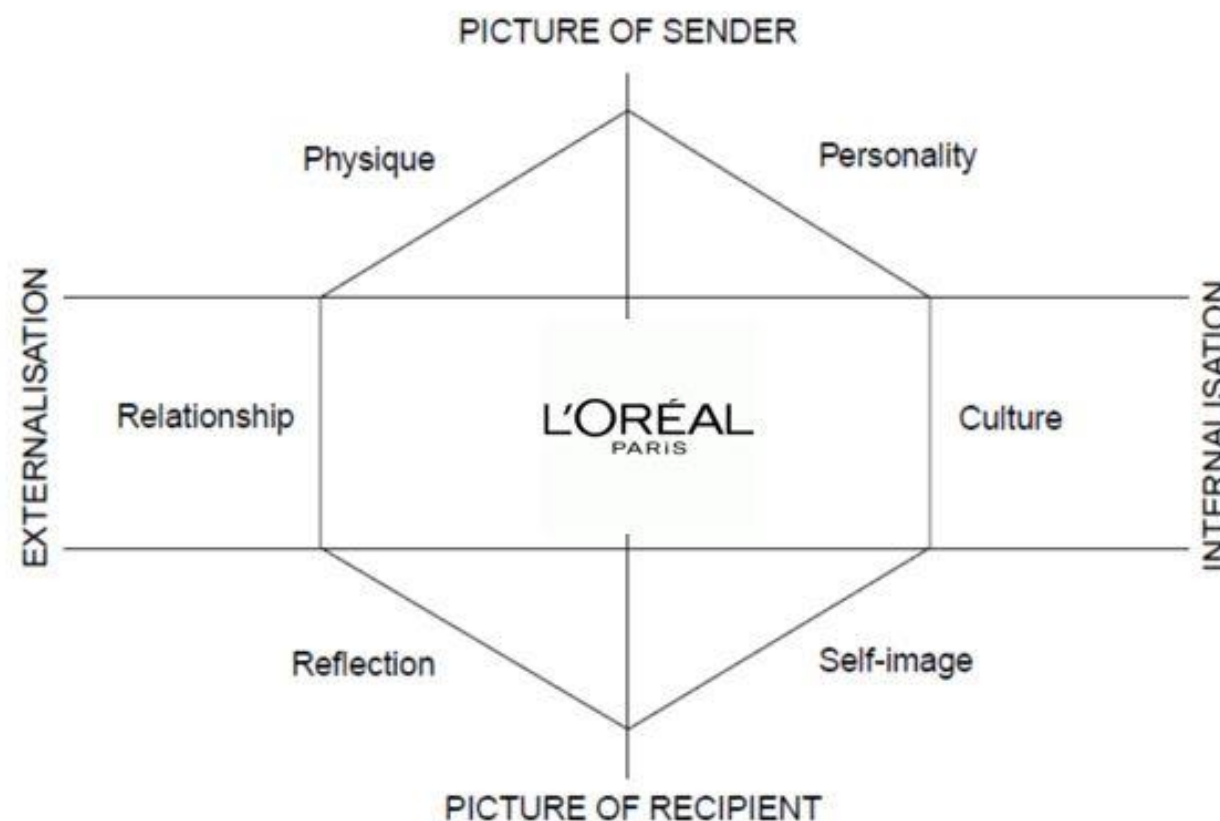 PICTURE OF SENDER
Physique
Personality
EXTERNALISATION
Relationship
L'ORÉAL
PARiS
Culture
INTERNALISATION
Reflection
Self-image
PICTURE OF RECIPIENT